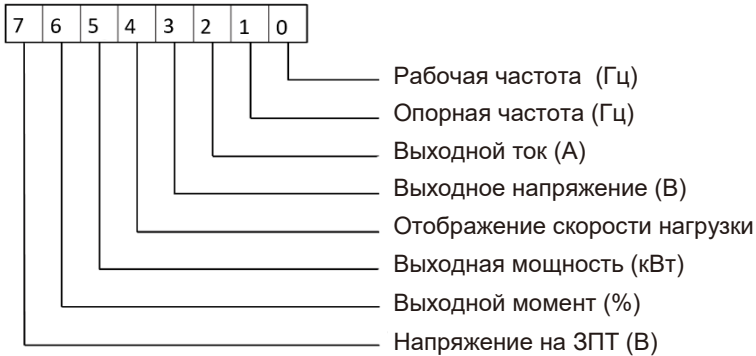 7 6 5 4 3 2 1 0
Рабочая частота (Гц)
Опорная частота (Гц)
Выходной ток (А)
Выходное напряжение (В)
Отображение скорости нагрузки
Выходная мощность (кВт)
Выходной момент (%)
Напряжение на ЗПТ (В)